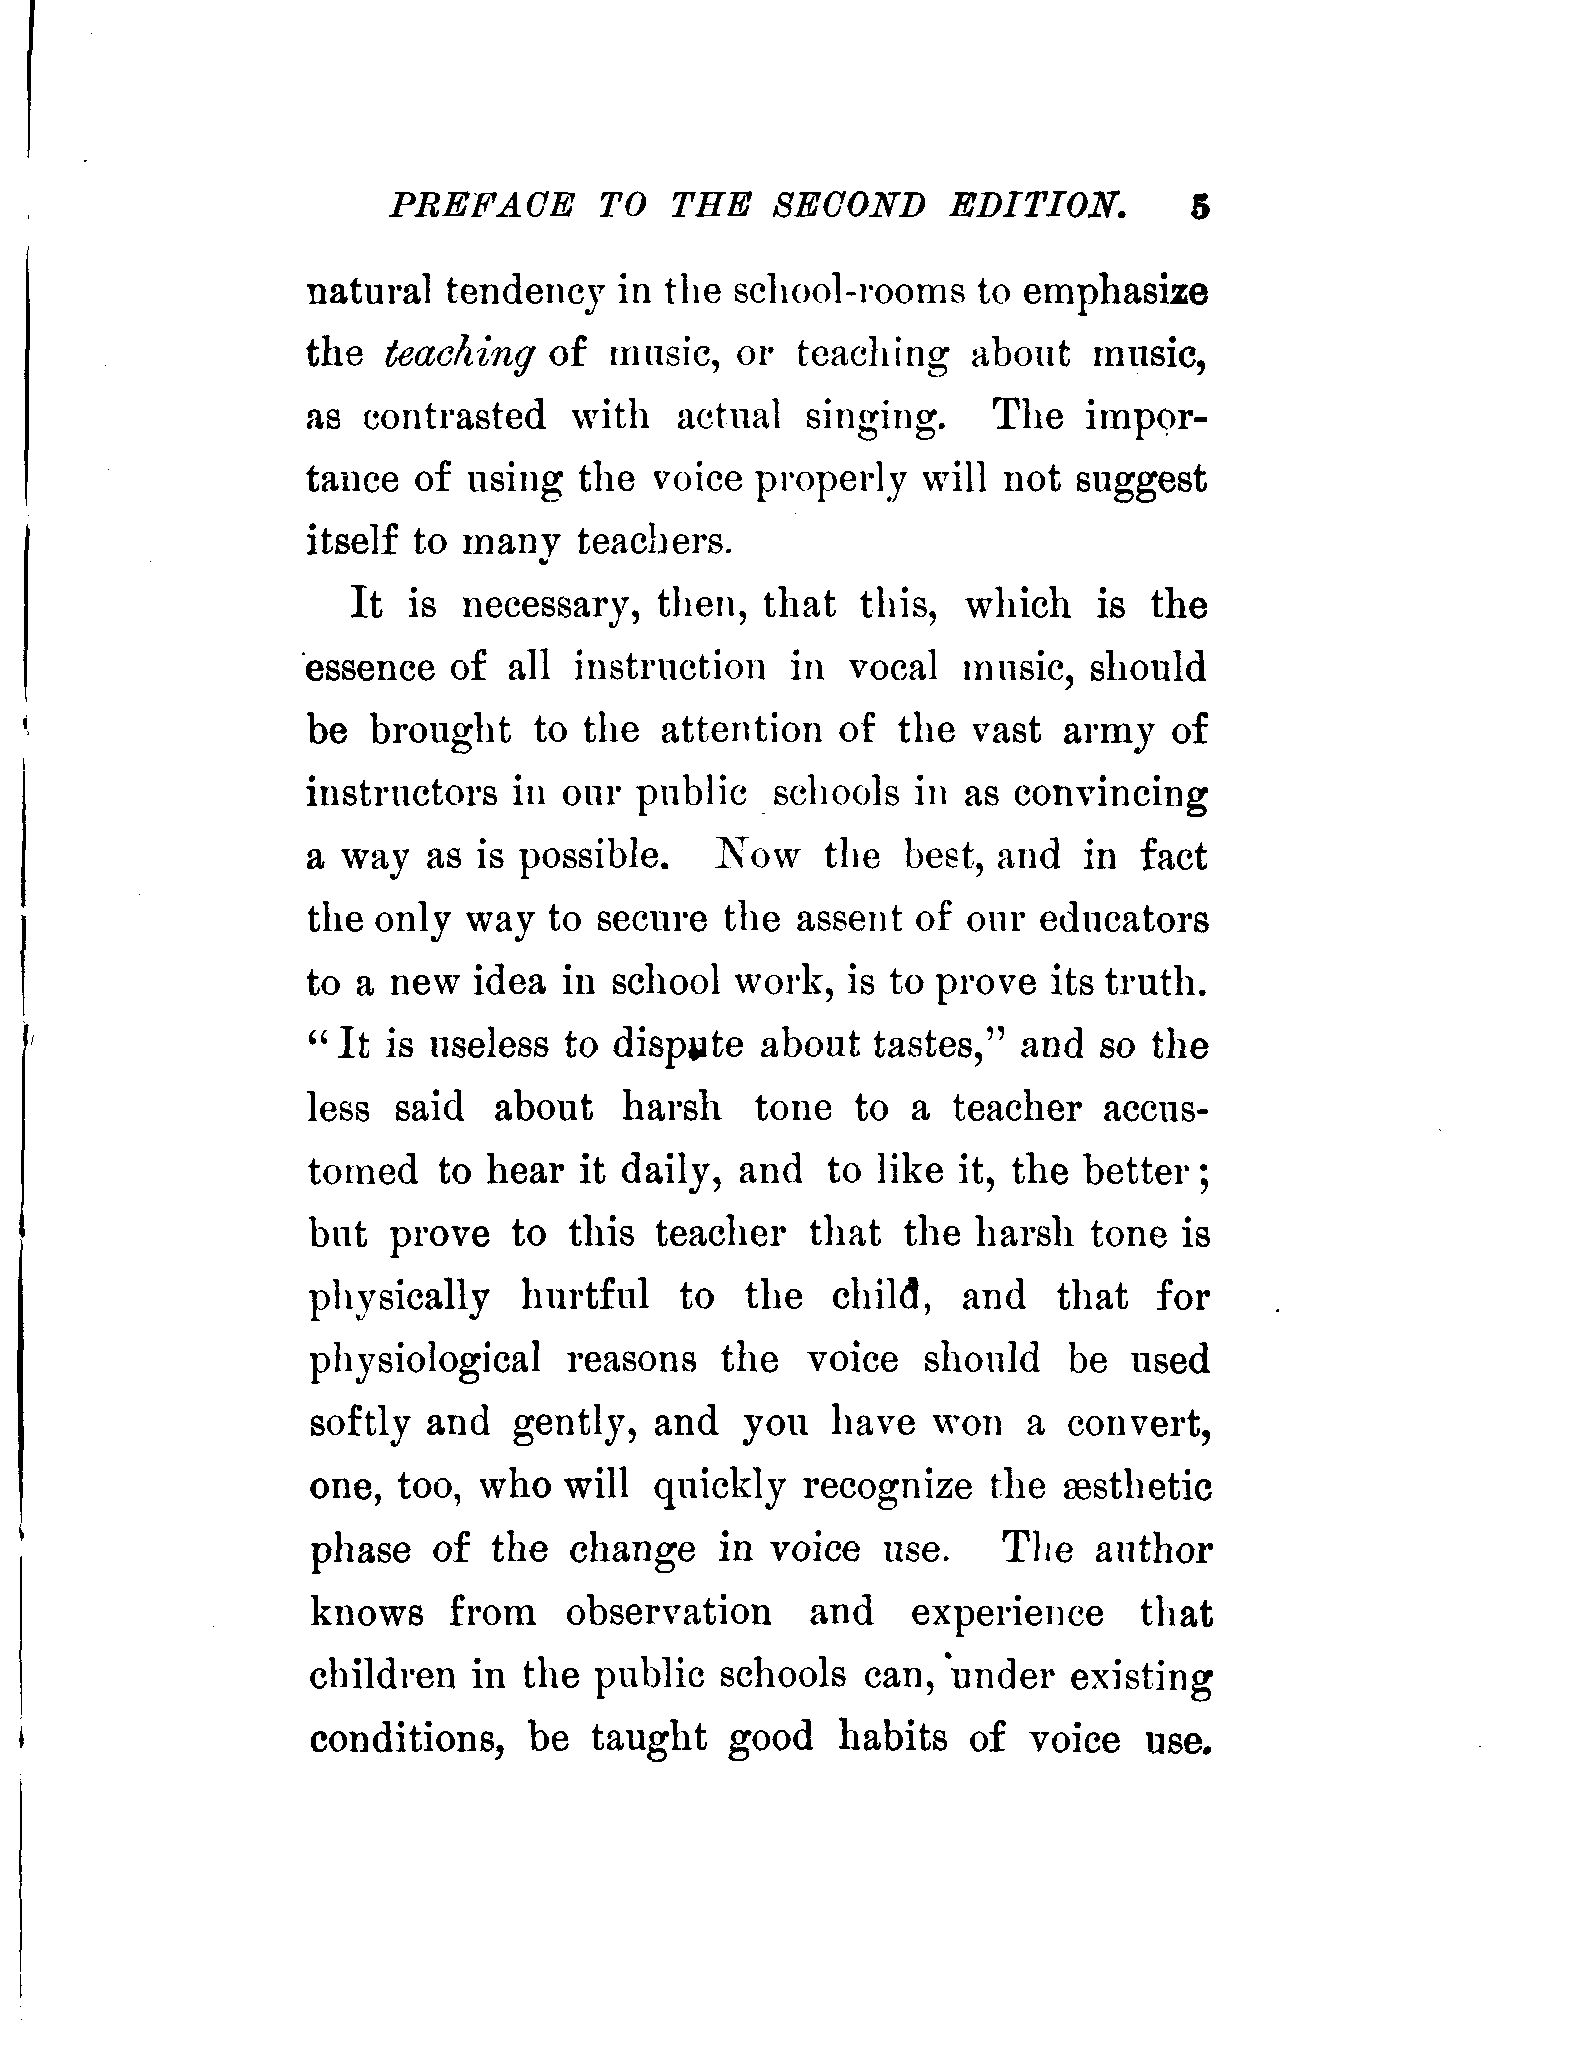 PREFACE TO THE SECOND EDITION. 5
natural tendency in the school-rooms to emphasize
the teaching of music, or teaching about music,
as contrasted with actual singing. The impor-
tance of using the voice properly will not suggest
itself to many teachers.
It is necessary, then, that this, which is the
essence of all instruction in vocal music, should
be brought to the attention of the vast army of
instructors in our public schools in as convincing
a way as is possible. Now the best, and in fact
the only way to secure the assent of our educators
to a new idea in school work, is to prove its truth.
“It is useless to dispute about tastes,” and so the
less said about harsh tone to a teacher accus-
tomed to hear it daily, and to like it, the better;
but prove to this teacher that the harsh tone is
physically hurtful to the child, and that for
physiological reasons the voice should be used
softly and gently, and you have won a convert,
one, too, who will quickly recognize the æsthetic
phase of the change in voice use. The author
knows from observation and experience that
children in the public schools can, under existing
conditions, be taught good habits of voice use.